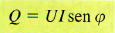 Q = UI sen φ